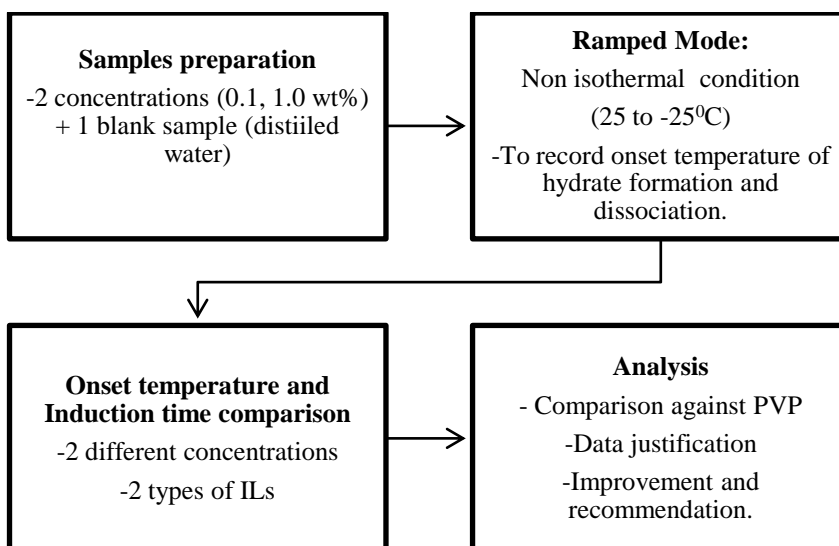 Samples preparation
-2 concentrations (0.1, 1.0 wt%)
+ 1 blank sample (distiiled
water)
Ramped Mode:
Non isothermal condition
(25 to -25⁰C)
-To record onset temperature of
hydrate formation and
dissociation.
Onset temperature and
Induction time comparison
-2 different concentrations
-2 types of ILs
Analysis
- Comparison against PVP
-Data justification
-Improvement and
recommendation.